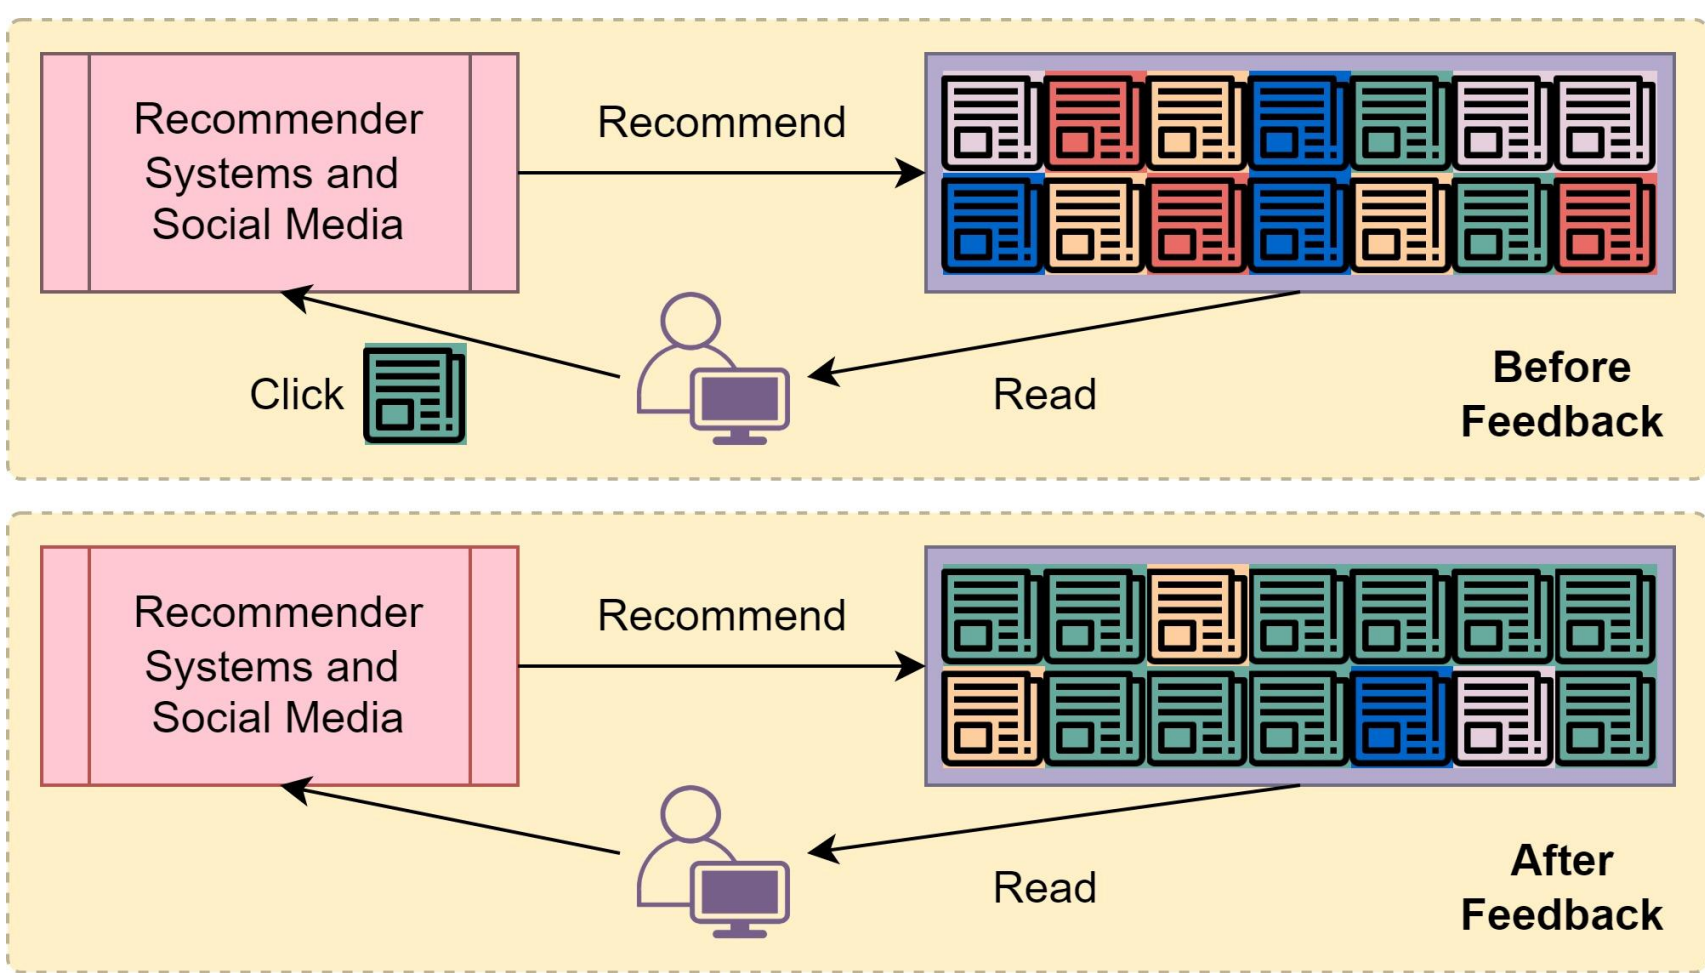 Recommender
Systems and
Social Media
Recommend
Click
Read
Before
Feedback
Recommender
Systems and
Social Media
Recommend
Read
After
Feedback